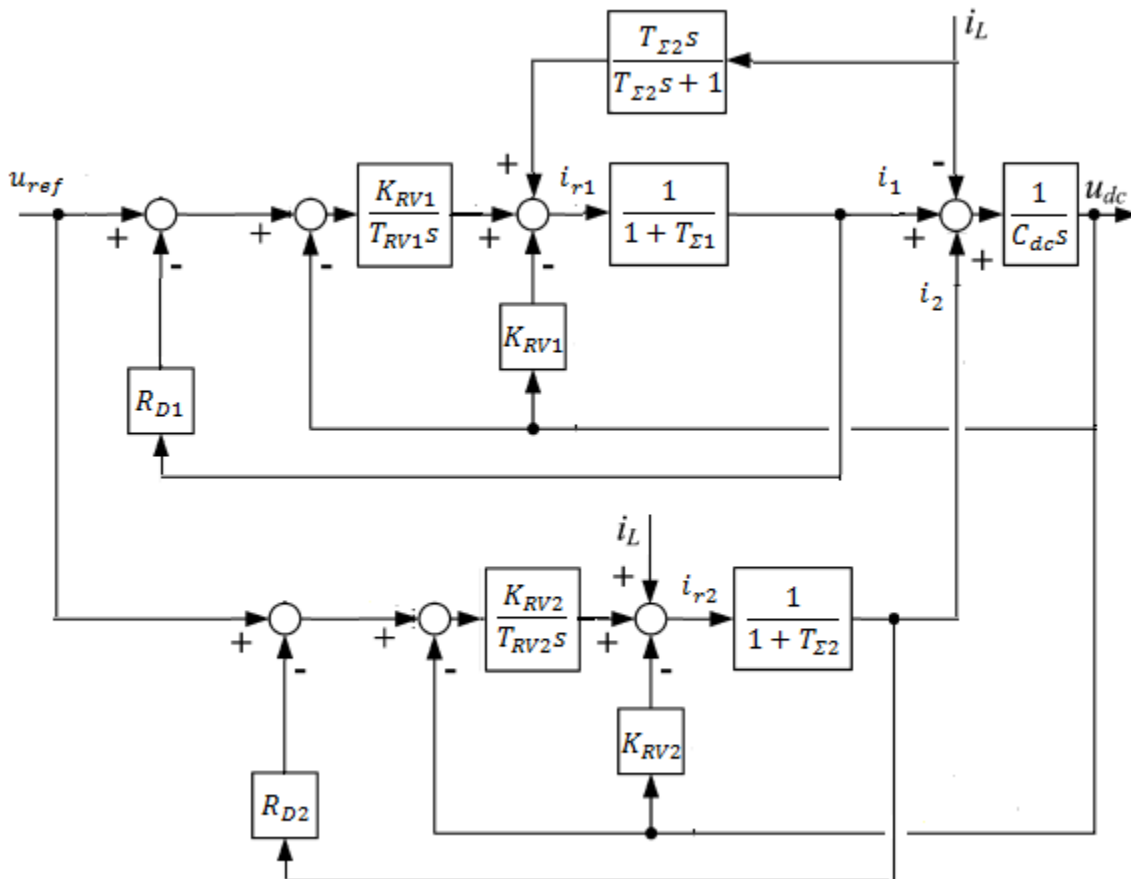 i_L
T_{Σ2}s
T_{Σ2}s + 1
+
-
u_{ref}
K_{RV1}
T_{RV1}s
i_{r1}
1
1 + T_{Σ1}
i_1
1
C_{dc}s
u_{dc}
+
-
+
-
+
-
+
+
i_2
K_{RV1}
R_{D1}
i_L
+
K_{RV2}
T_{RV2}s
i_{r2}
1
1 + T_{Σ2}
+
-
+
-
+
-
K_{RV2}
R_{D2}